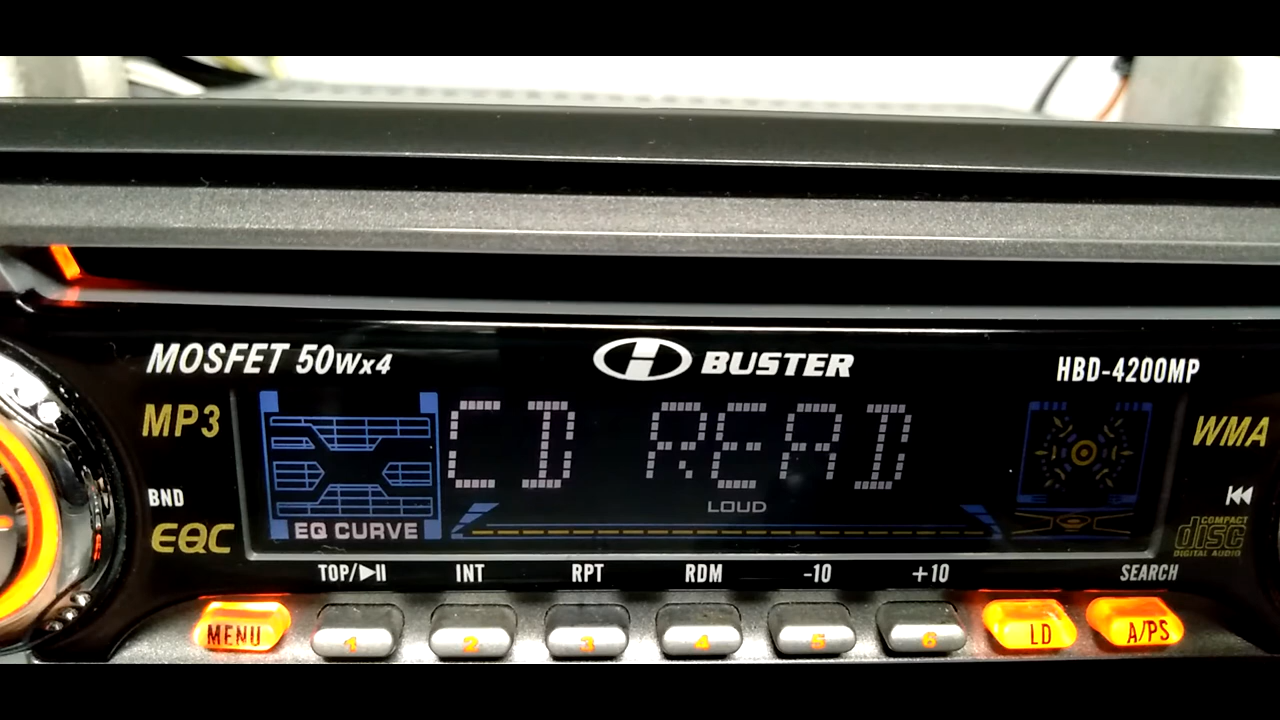 MOSFET 50Wx4
BUSTER
HBD-4200MP
MP3
CD READ
WMA
BND
LOUD
EQC
EQ CURVE
COMPACT
disc
DIGITAL AUDIO
TOP/▶II INT RPT RDM -10 +10 SEARCH
MENU 1 2 3 4 5 6 LD A/PS